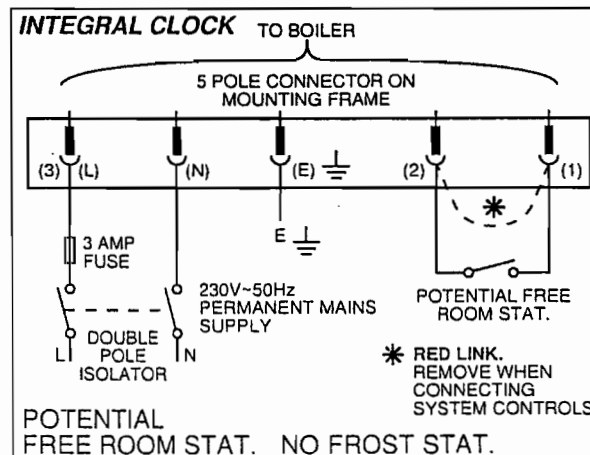 INTEGRAL CLOCK TO BOILER
5 POLE CONNECTOR ON
MOUNTING FRAME
(3) (L) (N) (E) (2) (1)
E
3 AMP
FUSE
230V~50Hz
PERMANENT MAINS
SUPPLY
POTENTIAL FREE
ROOM STAT.
L DOUBLE N
POLE
ISOLATOR
RED LINK.
REMOVE WHEN
CONNECTING
SYSTEM CONTROLS
POTENTIAL
FREE ROOM STAT. NO FROST STAT.